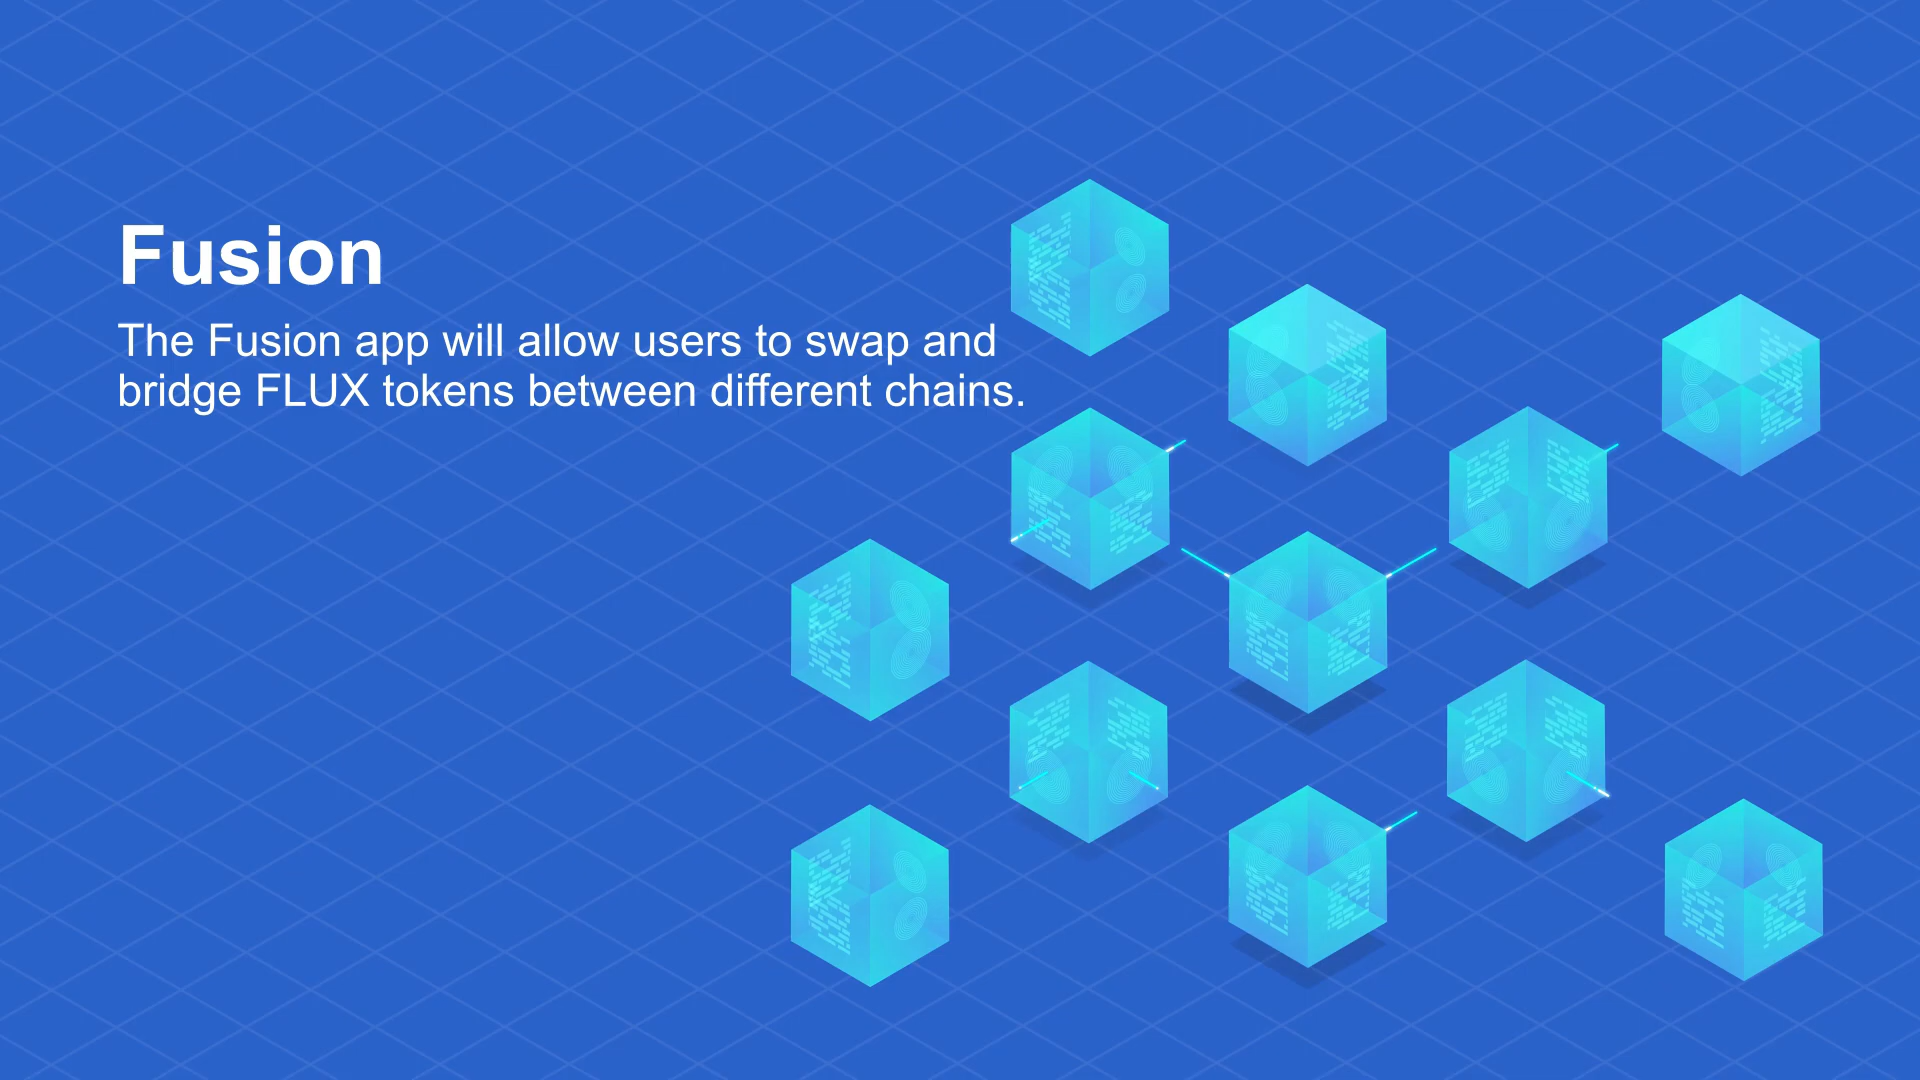 Fusion
The Fusion app will allow users to swap and
bridge FLUX tokens between different chains.